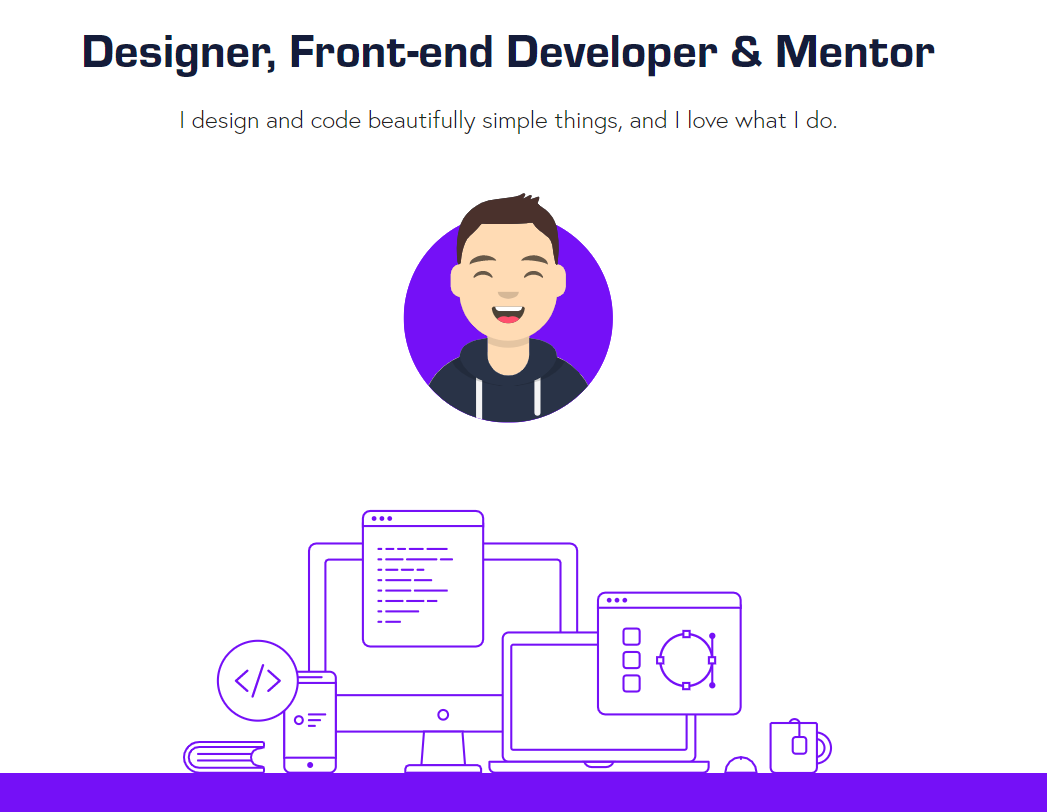 Designer, Front-end Developer & Mentor
I design and code beautifully simple things, and I love what I do.
</>